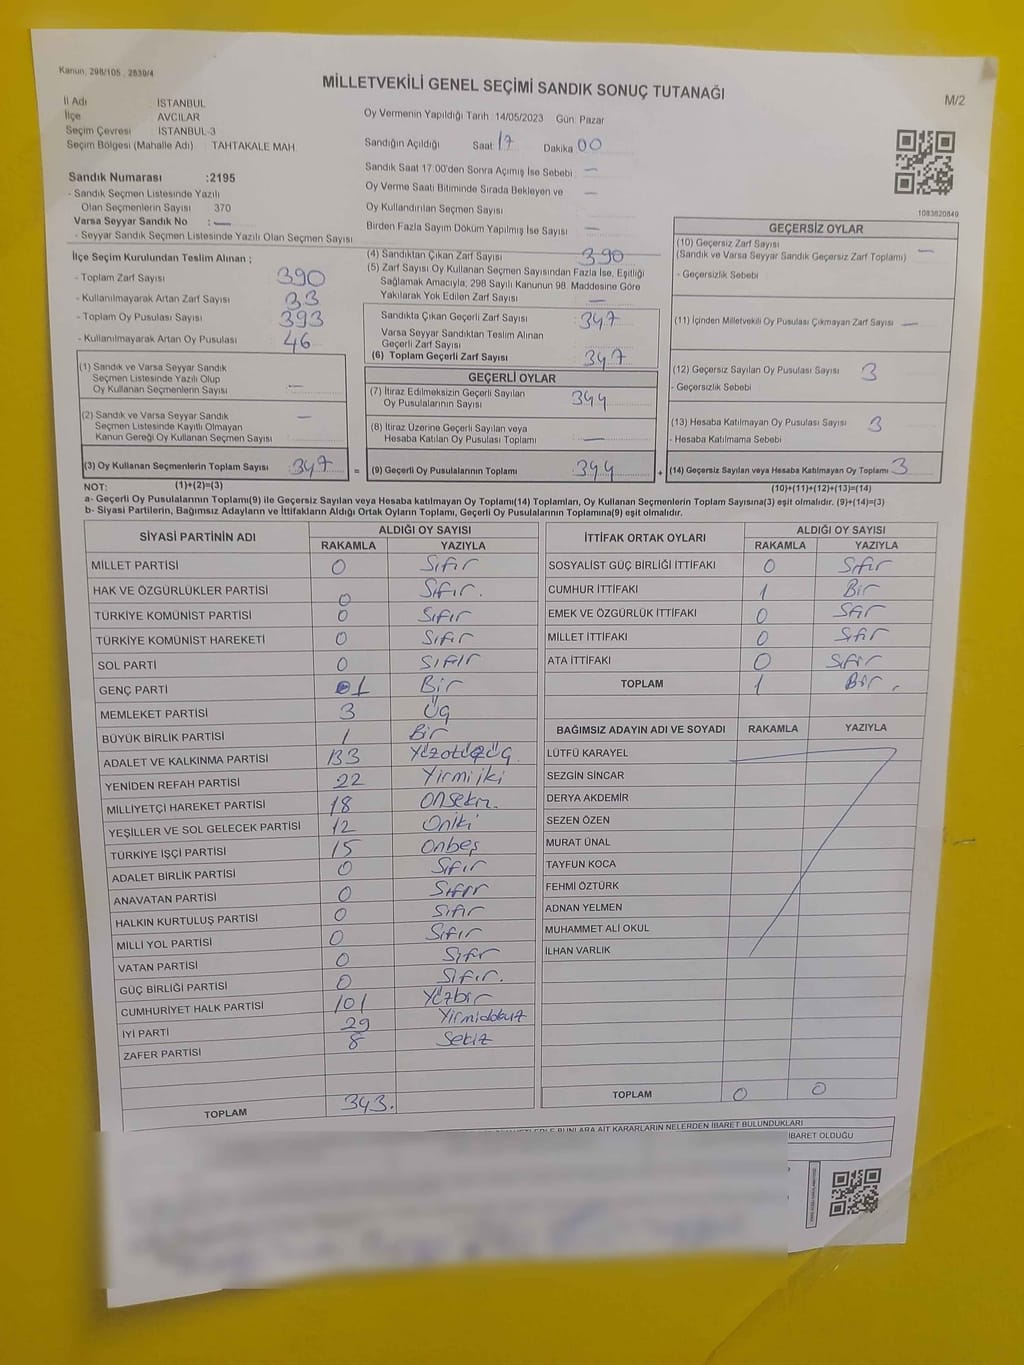 Kanun, 298/105 , 2839/4
MİLLETVEKİLİ GENEL SEÇİMİ SANDIK SONUÇ TUTANAĞI
M/2
İl Adı İSTANBUL
İlçe AVCILAR
Seçim Çevresi İSTANBUL-3
Seçim Bölgesi (Mahalle Adı) TAHTAKALE MAH.
Sandık Numarası :2195
- Sandık Seçmen Listesinde Yazılı
Olan Seçmenlerin Sayısı 370
Varsa Seyyar Sandık No : —
- Seyyar Sandık Seçmen Listesinde Yazılı Olan Seçmen Sayısı
Oy Vermenin Yapıldığı Tarih :14/05/2023 Gün: Pazar
Sandığın Açıldığı Saat 17 Dakika 00
Sandık Saat 17:00'den Sonra Açılmış İse Sebebi : —
Oy Verme Saati Bitiminde Sırada Bekleyen ve —
Oy Kullandırılan Seçmen Sayısı
Birden Fazla Sayım Döküm Yapılmış İse Sayısı —
1083820849
İlçe Seçim Kurulundan Teslim Alınan ;
- Toplam Zarf Sayısı 390
- Kullanılmayarak Artan Zarf Sayısı 33
- Toplam Oy Pusulası Sayısı 393
- Kullanılmayarak Artan Oy Pusulası 46
(1) Sandık ve Varsa Seyyar Sandık
Seçmen Listesinde Yazılı Olup
Oy Kullanan Seçmenlerin Sayısı —
(2) Sandık ve Varsa Seyyar Sandık —
Seçmen Listesinde Kayıtlı Olmayan
Kanun Gereği Oy Kullanan Seçmen Sayısı
(3) Oy Kullanan Seçmenlerin Toplam Sayısı 347 =
(4) Sandıktan Çıkan Zarf Sayısı 390
(5) Zarf Sayısı Oy Kullanan Seçmen Sayısından Fazla İse, Eşitliği
Sağlamak Amacıyla, 298 Sayılı Kanunun 98. Maddesine Göre
Yakılarak Yok Edilen Zarf Sayısı —
Sandıkta Çıkan Geçerli Zarf Sayısı 347
Varsa Seyyar Sandıktan Teslim Alınan
Geçerli Zarf Sayısı
(6) Toplam Geçerli Zarf Sayısı 347
GEÇERLİ OYLAR
(7) İtiraz Edilmeksizin Geçerli Sayılan
Oy Pusulalarının Sayısı 344
(8) İtiraz Üzerine Geçerli Sayılan veya
Hesaba Katılan Oy Pusulası Toplamı —
(9) Geçerli Oy Pusulalarının Toplamı 344 +
GEÇERSİZ OYLAR
(10) Geçersiz Zarf Sayısı
(Sandık ve Varsa Seyyar Sandık Geçersiz Zarf Toplamı) —
- Geçersizlik Sebebi
(11) İçinden Milletvekili Oy Pusulası Çıkmayan Zarf Sayısı —
(12) Geçersiz Sayılan Oy Pusulası Sayısı 3
- Geçersizlik Sebebi
(13) Hesaba Katılmayan Oy Pusulası Sayısı 3
- Hesaba Katılmama Sebebi
(14) Geçersiz Sayılan veya Hesaba Katılmayan Oy Toplamı 3
NOT: (1)+(2)=(3) (10)+(11)+(12)+(13)=(14)
a- Geçerli Oy Pusulalarının Toplamı(9) ile Geçersiz Sayılan veya Hesaba katılmayan Oy Toplamı(14) Toplamları, Oy Kullanan Seçmenlerin Toplam Sayısına(3) eşit olmalıdır. (9)+(14)=(3)
b- Siyasi Partilerin, Bağımsız Adayların ve İttifakların Aldığı Ortak Oyların Toplamı, Geçerli Oy Pusulalarının Toplamına(9) eşit olmalıdır.
SİYASİ PARTİNİN ADI ALDIĞI OY SAYISI
RAKAMLA YAZIYLA
MİLLET PARTİSİ 0 Sıfır
HAK VE ÖZGÜRLÜKLER PARTİSİ 0 Sıfır.
TÜRKİYE KOMÜNİST PARTİSİ 0 Sıfır
TÜRKİYE KOMÜNİST HAREKETİ 0 Sıfır
SOL PARTİ 0 SIFIR
GENÇ PARTİ 01 Bir
MEMLEKET PARTİSİ 3 Üç
BÜYÜK BİRLİK PARTİSİ 1 Bir
ADALET VE KALKINMA PARTİSİ 133 Yüzotuzüç.
YENİDEN REFAH PARTİSİ 22 Yirmi iki
MİLLİYETÇİ HAREKET PARTİSİ 18 Onsekiz.
YEŞİLLER VE SOL GELECEK PARTİSİ 12 Oniki
TÜRKİYE İŞÇİ PARTİSİ 15 Onbeş
ADALET BİRLİK PARTİSİ 0 Sıfır
ANAVATAN PARTİSİ 0 Sıfır
HALKIN KURTULUŞ PARTİSİ 0 Sıfır
MİLLİ YOL PARTİSİ 0 Sıfır
VATAN PARTİSİ 0 Sıfır
GÜÇ BİRLİĞİ PARTİSİ 0 Sıfır.
CUMHURİYET HALK PARTİSİ 101 Yüzbir
İYİ PARTİ 29 Yirmidokuz
ZAFER PARTİSİ 8 Sekiz
TOPLAM 343.
İTTİFAK ORTAK OYLARI ALDIĞI OY SAYISI
RAKAMLA YAZIYLA
SOSYALİST GÜÇ BİRLİĞİ İTTİFAKI 0 Sıfır
CUMHUR İTTİFAKI 1 Bir
EMEK VE ÖZGÜRLÜK İTTİFAKI 0 Sıfır
MİLLET İTTİFAKI 0 Sıfır
ATA İTTİFAKI 0 Sıfır
TOPLAM 1 Bir.
BAĞIMSIZ ADAYIN ADI VE SOYADI RAKAMLA YAZIYLA
LÜTFÜ KARAYEL
SEZGİN SİNCAR
DERYA AKDEMİR
SEZEN ÖZEN
MURAT ÜNAL
TAYFUN KOCA
FEHMİ ÖZTÜRK
ADNAN YELMEN
MUHAMMET ALİ OKUL
İLHAN VARLIK
TOPLAM 0 0
BUNLARA AİT KARARLARIN NELERDEN İBARET BULUNDUKLARI
İBARET OLDUĞU